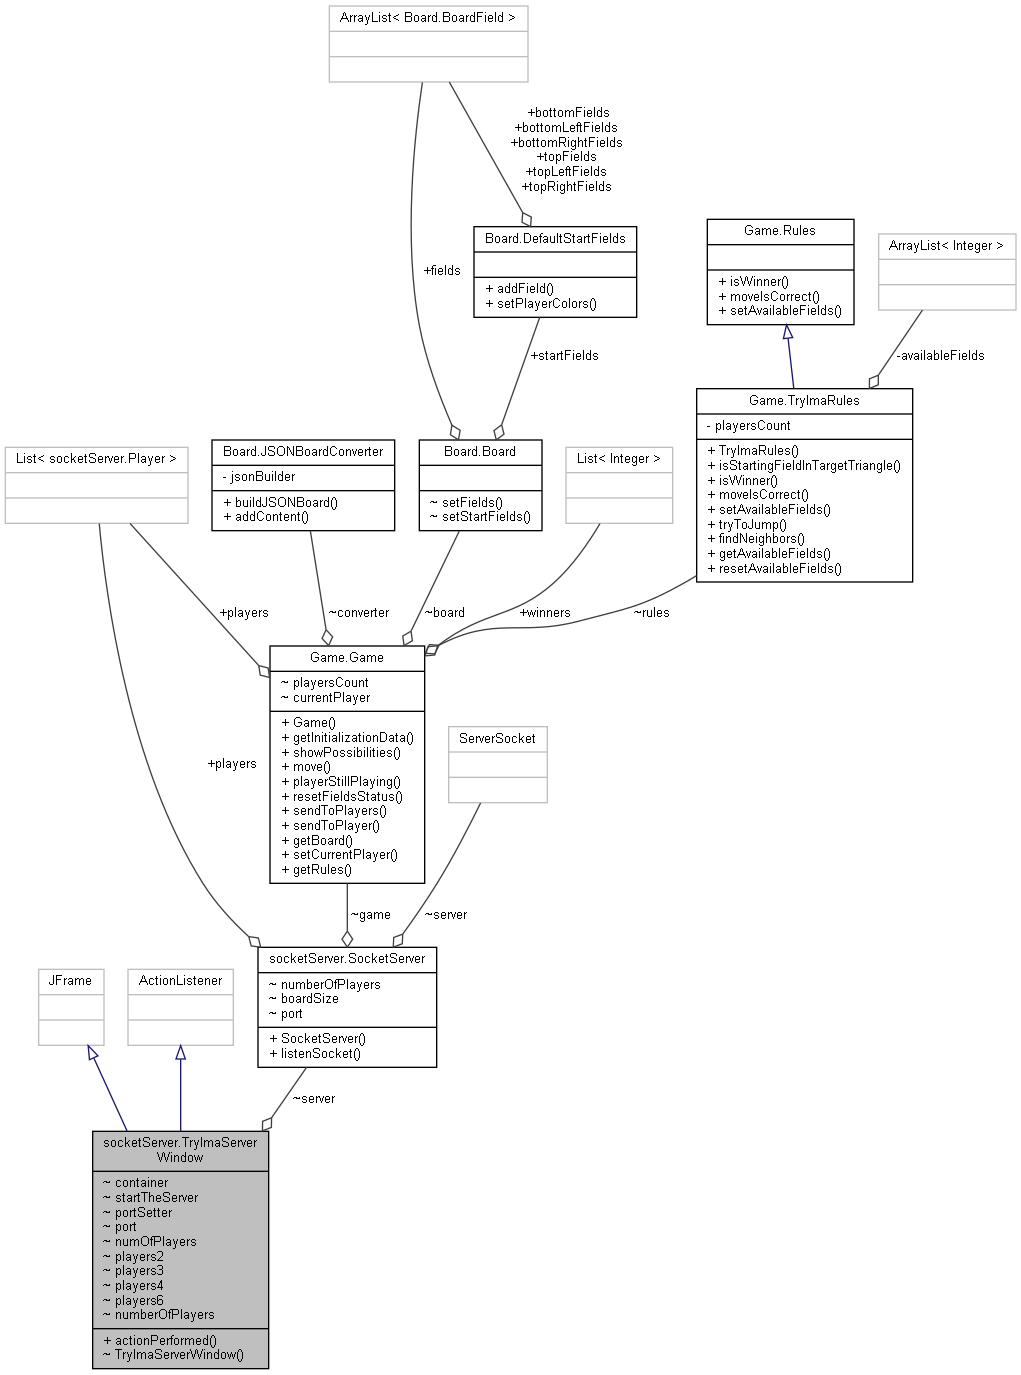 ArrayList< Board.BoardField >
+bottomFields
+bottomLeftFields
+bottomRightFields
+topFields
+topLeftFields
+topRightFields
+fields
Board.DefaultStartFields
+ addField()
+ setPlayerColors()
Game.Rules
+ isWinner()
+ moveIsCorrect()
+ setAvailableFields()
ArrayList< Integer >
+startFields
-availableFields
Game.TrylmaRules
- playersCount
+ TrylmaRules()
+ isStartingFieldInTargetTriangle()
+ isWinner()
+ moveIsCorrect()
+ setAvailableFields()
+ tryToJump()
+ findNeighbors()
+ getAvailableFields()
+ resetAvailableFields()
List< socketServer.Player >
Board.JSONBoardConverter
- jsonBuilder
+ buildJSONBoard()
+ addContent()
Board.Board
~ setFields()
~ setStartFields()
List< Integer >
+players
~converter
~board
+winners
~rules
Game.Game
~ playersCount
~ currentPlayer
+ Game()
+ getInitializationData()
+ showPossibilities()
+ move()
+ playerStillPlaying()
+ resetFieldsStatus()
+ sendToPlayers()
+ sendToPlayer()
+ getBoard()
+ setCurrentPlayer()
+ getRules()
+players
ServerSocket
~game
~server
socketServer.SocketServer
~ numberOfPlayers
~ boardSize
~ port
+ SocketServer()
+ listenSocket()
JFrame
ActionListener
~server
socketServer.TrylmaServer
Window
~ container
~ startTheServer
~ portSetter
~ port
~ numOfPlayers
~ players2
~ players3
~ players4
~ players6
~ numberOfPlayers
+ actionPerformed()
~ TrylmaServerWindow()